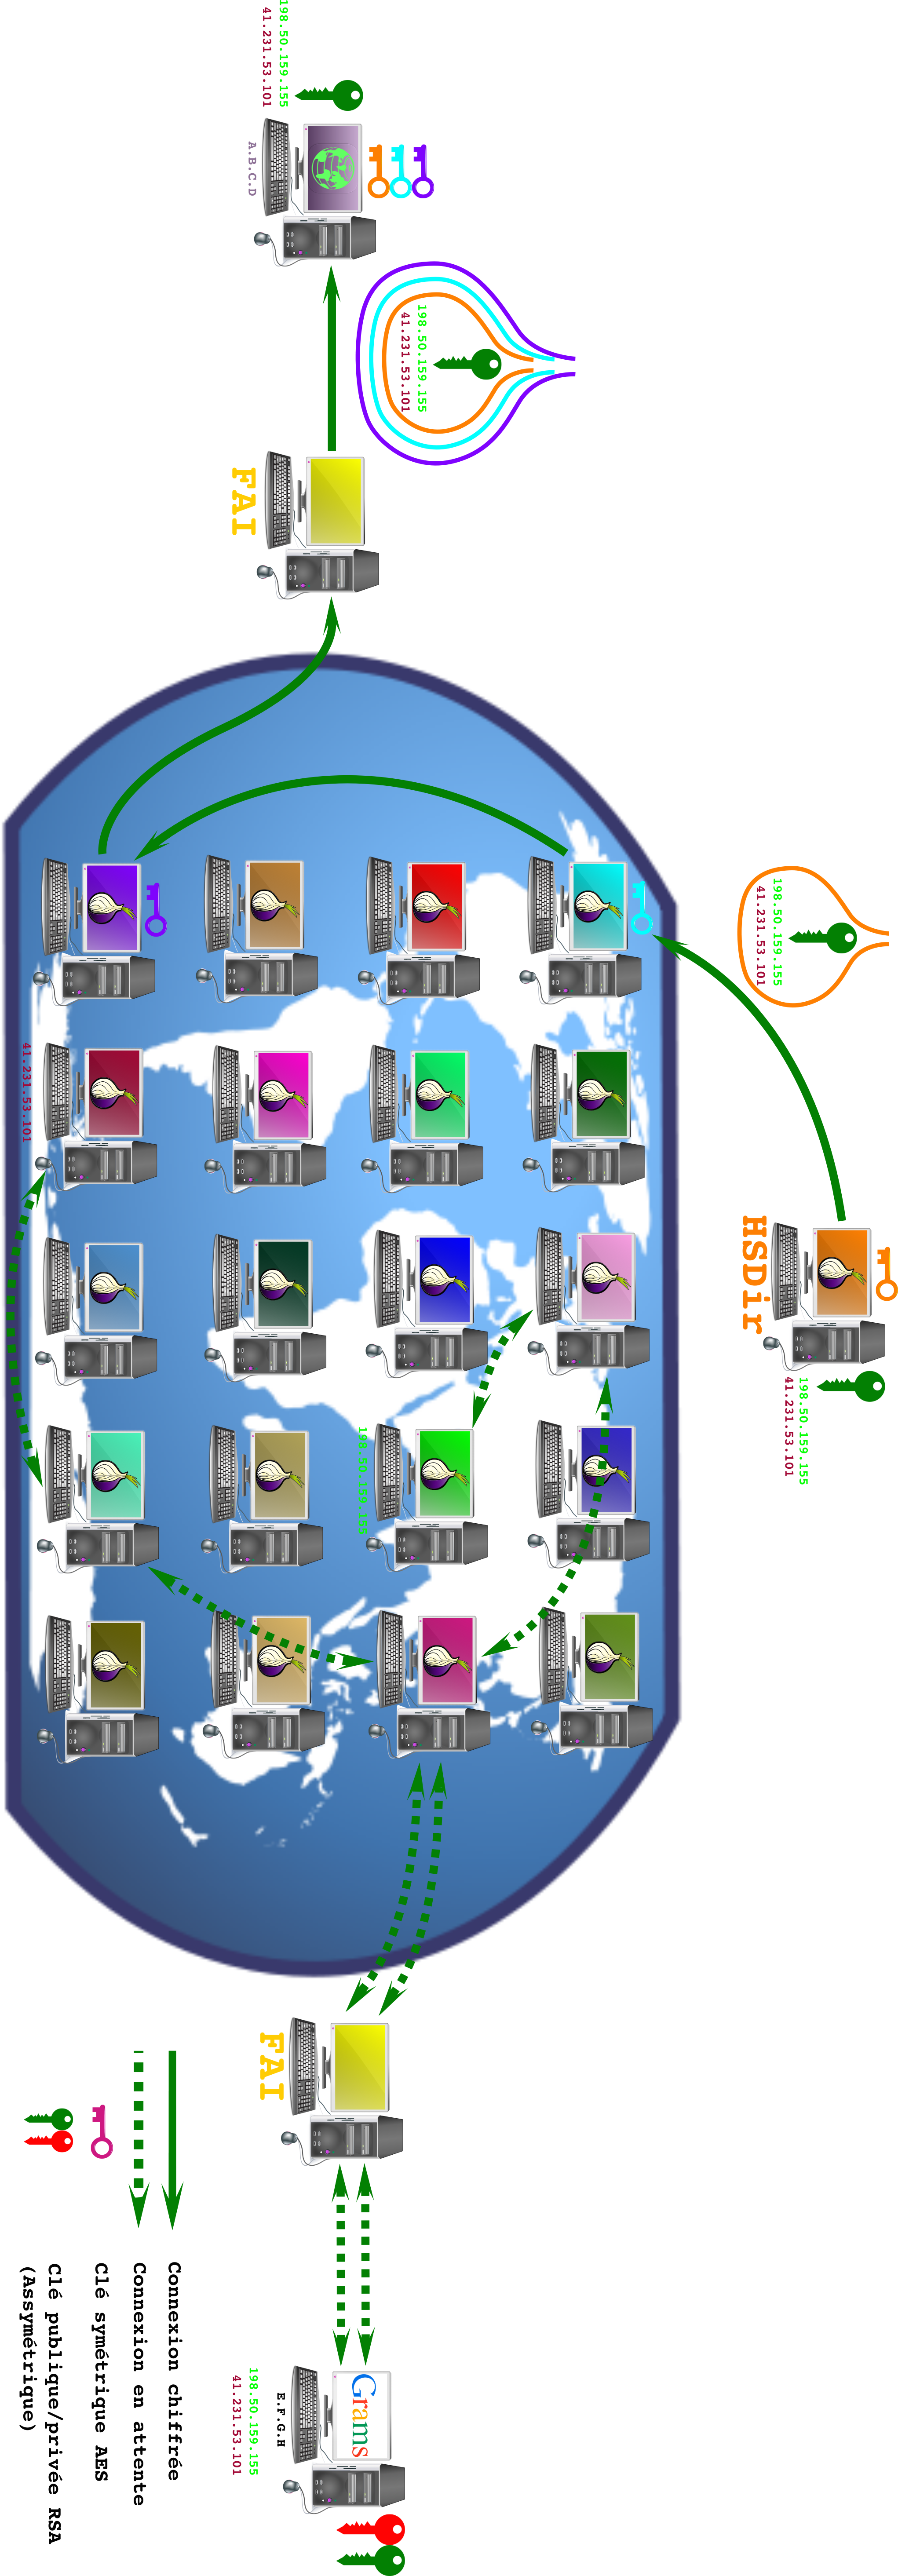 198.50.159.155
41.231.53.101
198.50.159.155
41.231.53.101
HSDir
198.50.159.155
41.231.53.101
Grams
198.50.159.155
198.50.159.155
41.231.53.101
A.B.C.D
FAI
FAI
E.F.G.H
198.50.159.155
41.231.53.101
41.231.53.101
Connexion chiffrée
Connexion en attente
Clé symétrique AES
Clé publique/privée RSA
(Assymétrique)